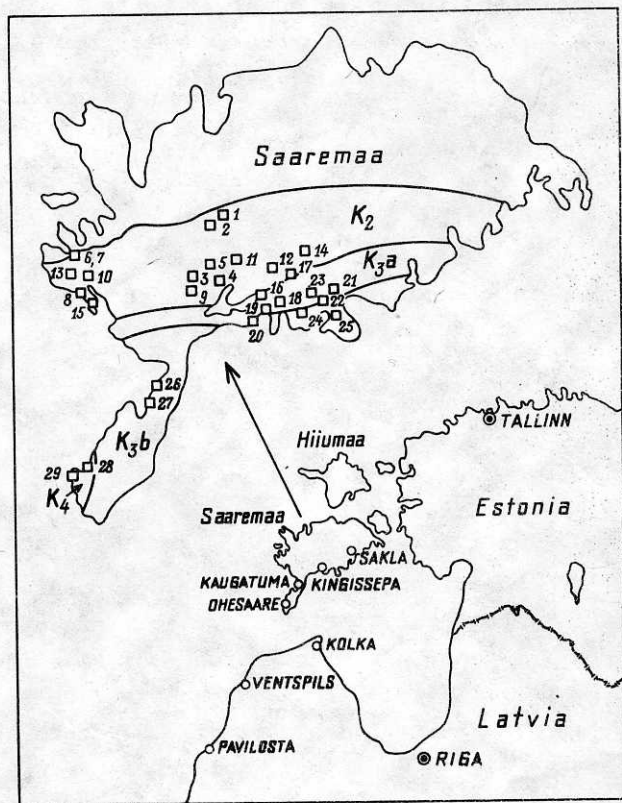 Saaremaa
K2
1
2
6,7
5
11
14
K3a
13
10
3
4
12
17
8
9
16
23
21
15
19
18
22
20
24
25
26
27
K3b
29
28
K4
Hiiumaa
TALLINN
Saaremaa
Estonia
SAKLA
KAUGATUMA
KINGISSEPA
OHESAARE
KOLKA
VENTSPILS
Latvia
PAVILOSTA
RIGA